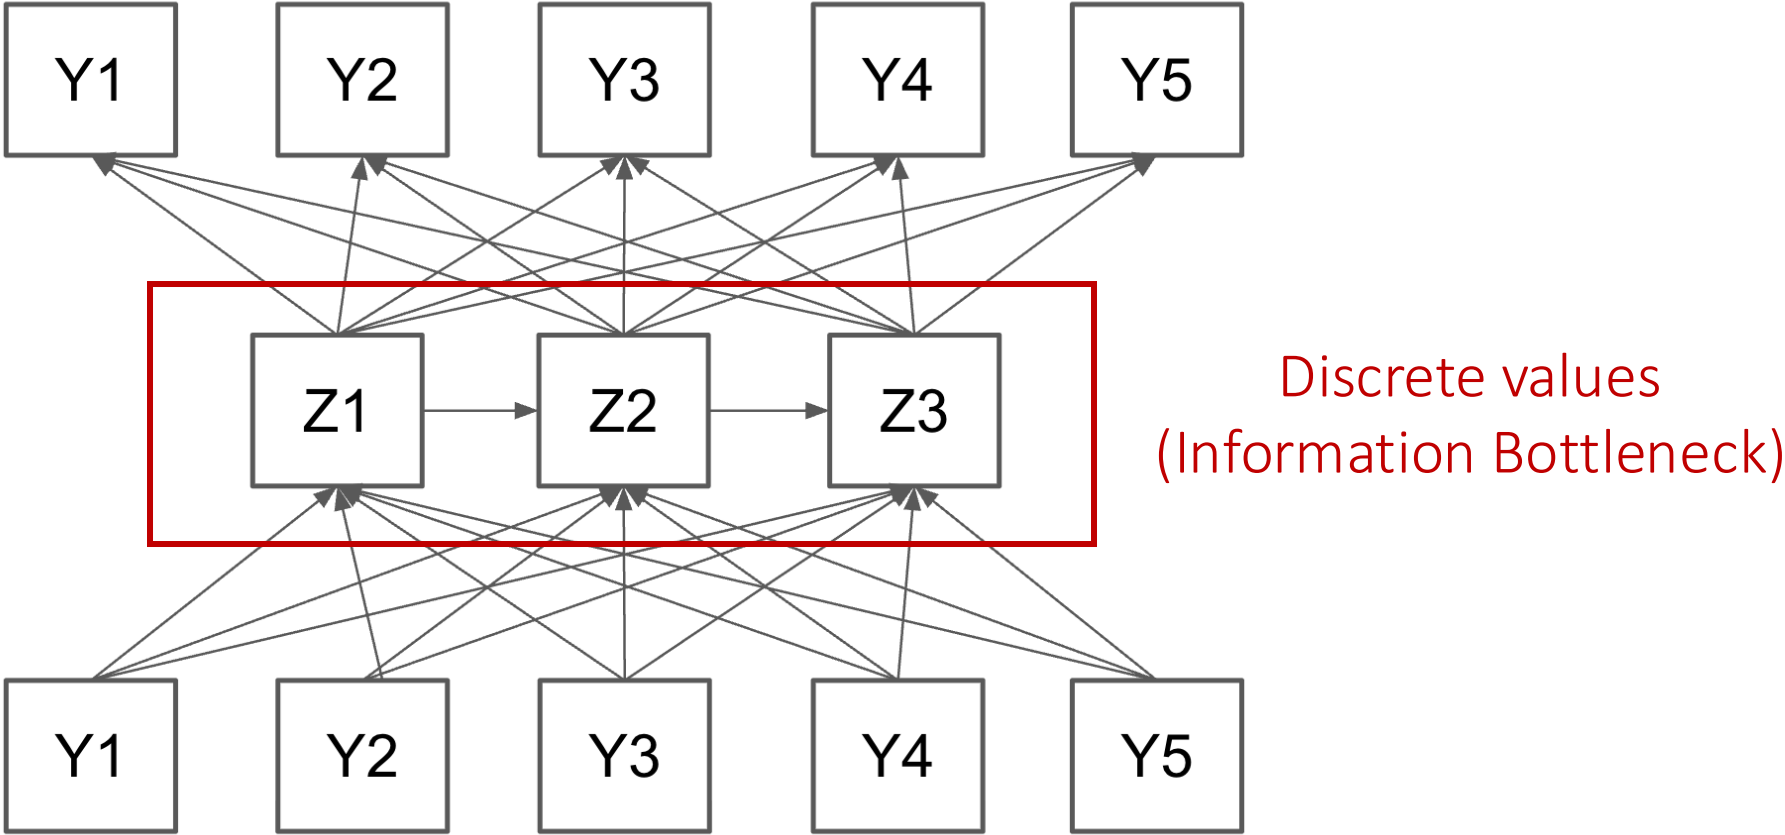 Y1 Y2 Y3 Y4 Y5
Z1 Z2 Z3
Discrete values
(Information Bottleneck)
Y1 Y2 Y3 Y4 Y5